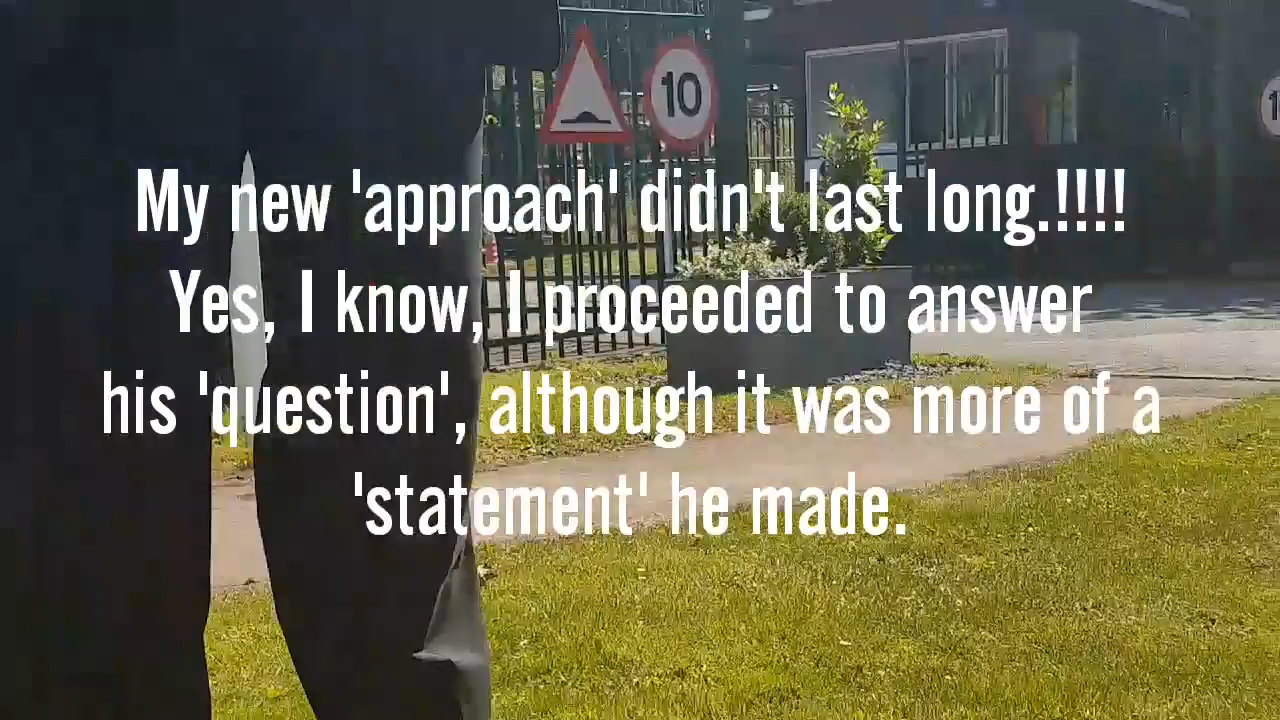 10
My new 'approach' didn't last long.!!!!
Yes, I know, I proceeded to answer
his 'question', although it was more of a
'statement' he made.